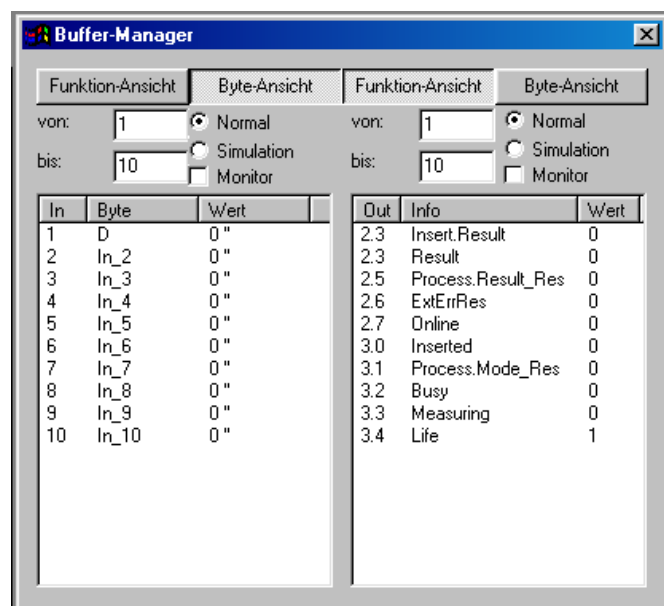 Buffer-Manager
Funktion-Ansicht Byte-Ansicht Funktion-Ansicht Byte-Ansicht
von: 1 Normal von: 1 Normal
Simulation Simulation
bis: 10 Monitor bis: 10 Monitor
In Byte Wert Out Info Wert
1 D 0 " 2.3 Insert.Result 0
2 In_2 0 " 2.3 Result 0
3 In_3 0 " 2.5 Process.Result_Res 0
4 In_4 0 " 2.6 ExtErrRes 0
5 In_5 0 " 2.7 Online 0
6 In_6 0 " 3.0 Inserted 0
7 In_7 0 " 3.1 Process.Mode_Res 0
8 In_8 0 " 3.2 Busy 0
9 In_9 0 " 3.3 Measuring 0
10 In_10 0 " 3.4 Life 1